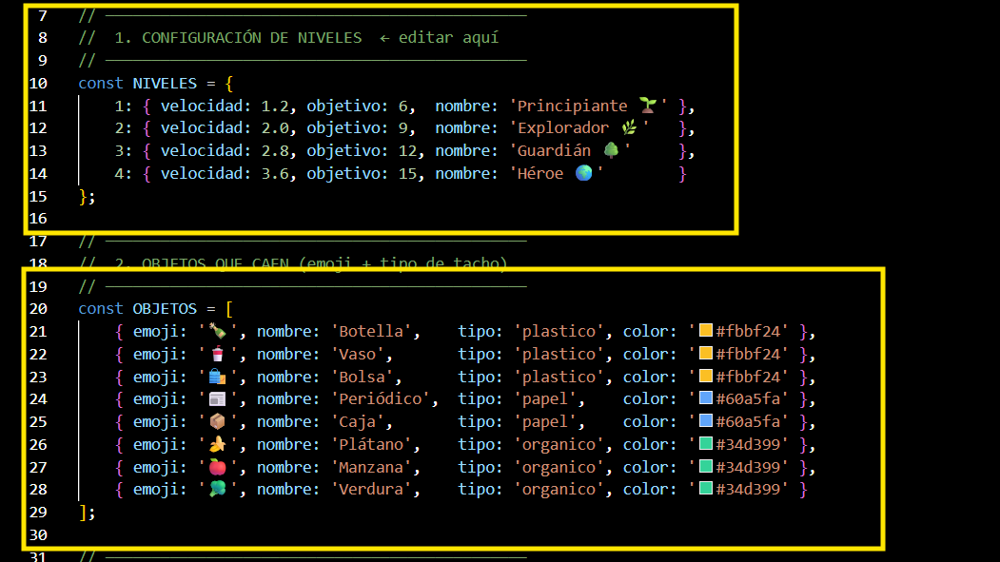 7 // ──────────────────────────────────────────────
8 // 1. CONFIGURACIÓN DE NIVELES ← editar aquí
9 // ──────────────────────────────────────────────
10 const NIVELES = {
11 1: { velocidad: 1.2, objetivo: 6, nombre: 'Principiante 🌱' },
12 2: { velocidad: 2.0, objetivo: 9, nombre: 'Explorador 🌿' },
13 3: { velocidad: 2.8, objetivo: 12, nombre: 'Guardián 🌳' },
14 4: { velocidad: 3.6, objetivo: 15, nombre: 'Héroe 🌍' }
15 };
16
17 // ──────────────────────────────────────────────
18 // 2. OBJETOS QUE CAEN (emoji + tipo de tacho)
19 // ──────────────────────────────────────────────
20 const OBJETOS = [
21 { emoji: '🍾', nombre: 'Botella', tipo: 'plastico', color: '#fbbf24' },
22 { emoji: '🥤', nombre: 'Vaso', tipo: 'plastico', color: '#fbbf24' },
23 { emoji: '🛍️', nombre: 'Bolsa', tipo: 'plastico', color: '#fbbf24' },
24 { emoji: '📰', nombre: 'Periódico', tipo: 'papel', color: '#60a5fa' },
25 { emoji: '📦', nombre: 'Caja', tipo: 'papel', color: '#60a5fa' },
26 { emoji: '🍌', nombre: 'Plátano', tipo: 'organico', color: '#34d399' },
27 { emoji: '🍎', nombre: 'Manzana', tipo: 'organico', color: '#34d399' },
28 { emoji: '🥦', nombre: 'Verdura', tipo: 'organico', color: '#34d399' }
29 ];
30
31 // ──────────────────────────────────────────────